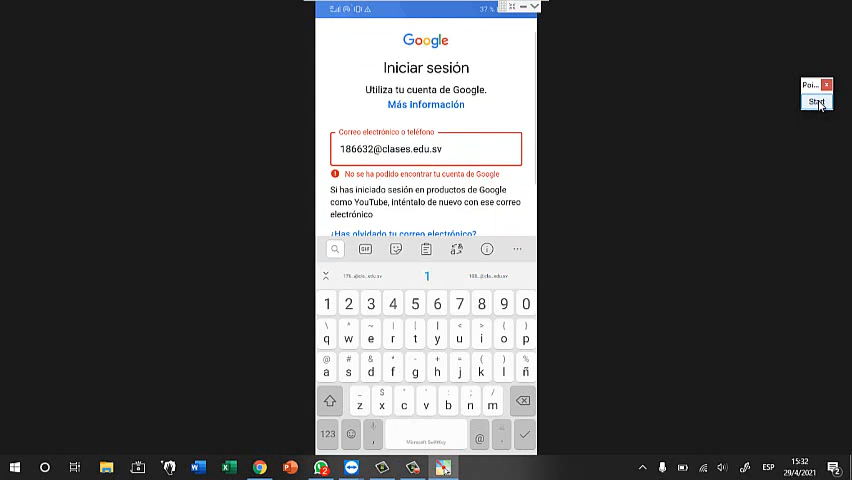 37 %
Google
Iniciar sesión
Utiliza tu cuenta de Google.
Más información
Correo electrónico o teléfono
186632@clases.edu.sv
No se ha podido encontrar tu cuenta de Google
Si has iniciado sesión en productos de Google
como YouTube, inténtalo de nuevo con ese correo
electrónico
¿Has olvidado tu correo electrónico?
GIF
1
1 2 3 4 5 6 7 8 9 0
q w e r t y u i o p
a s d f g h j k l ñ
z x c v b n m
123
Microsoft SwiftKey
Poi...
Start
ESP
15:32
29/4/2021